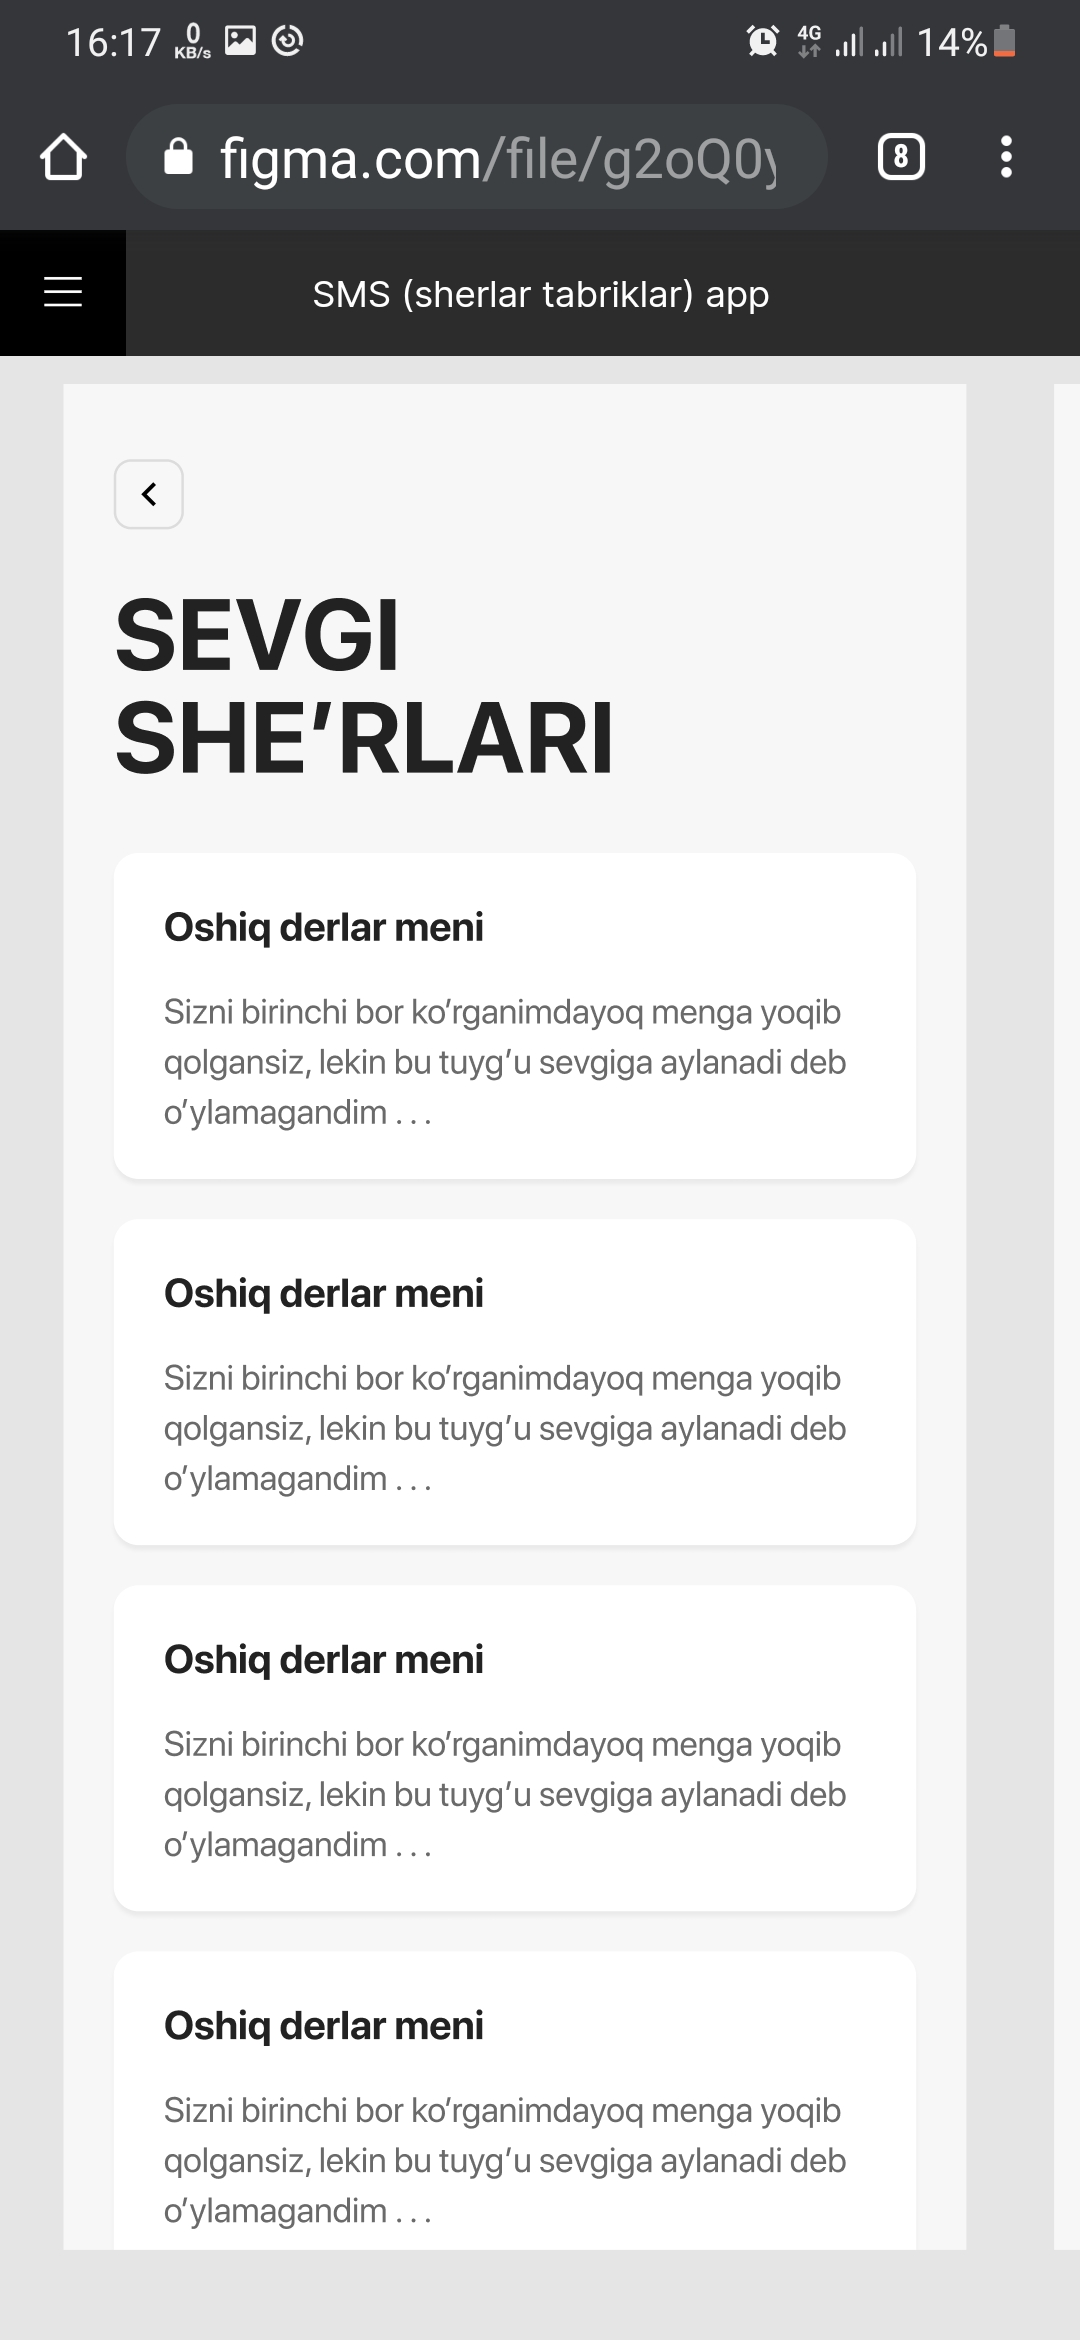 16:17 0 KB/s 4G 14%
figma.com/file/g2oQ0y 8
SMS (sherlar tabriklar) app
SEVGI
SHE’RLARI
Oshiq derlar meni
Sizni birinchi bor ko’rganimdayoq menga yoqib
qolgansiz, lekin bu tuyg’u sevgiga aylanadi deb
o’ylamagandim . . .
Oshiq derlar meni
Sizni birinchi bor ko’rganimdayoq menga yoqib
qolgansiz, lekin bu tuyg’u sevgiga aylanadi deb
o’ylamagandim . . .
Oshiq derlar meni
Sizni birinchi bor ko’rganimdayoq menga yoqib
qolgansiz, lekin bu tuyg’u sevgiga aylanadi deb
o’ylamagandim . . .
Oshiq derlar meni
Sizni birinchi bor ko’rganimdayoq menga yoqib
qolgansiz, lekin bu tuyg’u sevgiga aylanadi deb
o’ylamagandim . . .